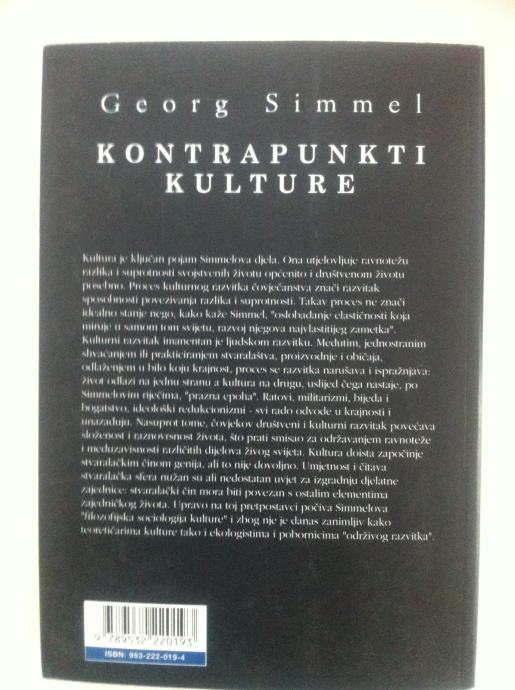 Georg Simmel
KONTRAPUNKTI
KULTURE
Kultura je ključan pojam Simmelova djela. Ona utjelovljuje ravnotežu
razlika i suprotnosti svojstvenih životu općenito i društvenom životu
posebno. Proces kulturnog razvitka čovječanstva znači razvitak
sposobnosti povezivanja razlika i suprotnosti. Takav proces ne znači
idealno stanje nego, kako kaže Simmel, "oslobađanje elastičnosti koja
miruje u samom tom svijetu, razvoj njegova najvlastitijeg zametka".
Kulturni razvitak imanentan je ljudskom razvitku. Međutim, jednostranim
shvaćanjem ili prakticiranjem stvaralaštva, proizvodnje i običaja,
odlaženjem u bilo koju krajnost, proces se razvitka narušava i ispražnjava:
život odlazi na jednu stranu a kultura na drugu, uslijed čega nastaje, po
Simmelovim riječima, "prazna epoha". Ratovi, militarizmi, bijeda i
bogatstvo, ideološki redukcionizmi - svi rado odvode u krajnosti i
unazađuju. Nasuprot tome, čovjekov društveni i kulturni razvitak povećava
složenost i raznovrsnost života, što prati smisao za održavanjem ravnoteže
i međuzavisnosti različitih dijelova živog svijeta. Kultura doista započinje
stvaralačkim činom genija, ali to nije dovoljno. Umjetnost i čitava
stvaralačka sfera nužan su ali nedostatan uvjet za izgradnju djelatne
zajednice: stvaralački čin mora biti povezan s ostalim elementima
zajedničkog života. Upravo na toj pretpostavci počiva Simmelova
"filozofijska sociologija kulture" i zbog nje je danas zanimljiv kako
teoretičarima kulture tako i ekologistima i pobornicima "održivog razvitka".
9 789532 220193
ISBN: 953-222-019-4